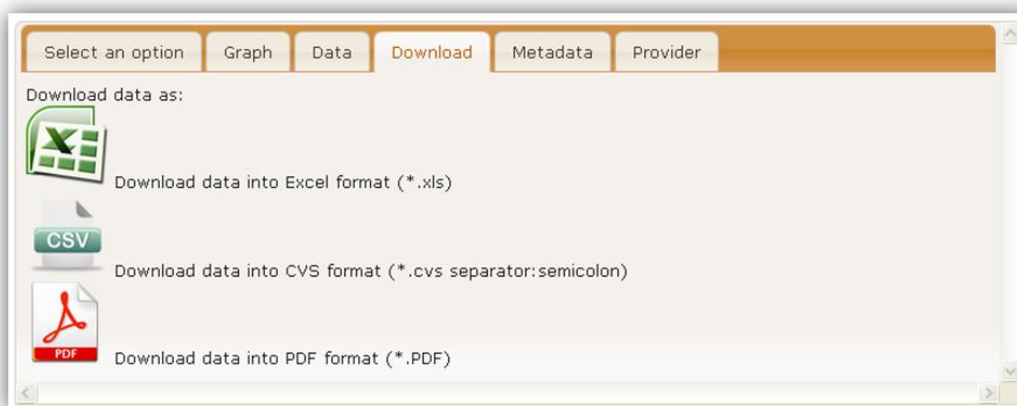 Select an option Graph Data Download Metadata Provider
Download data as:
Download data into Excel format (*.xls)
CSV
Download data into CVS format (*.cvs separator:semicolon)
PDF
Download data into PDF format (*.PDF)